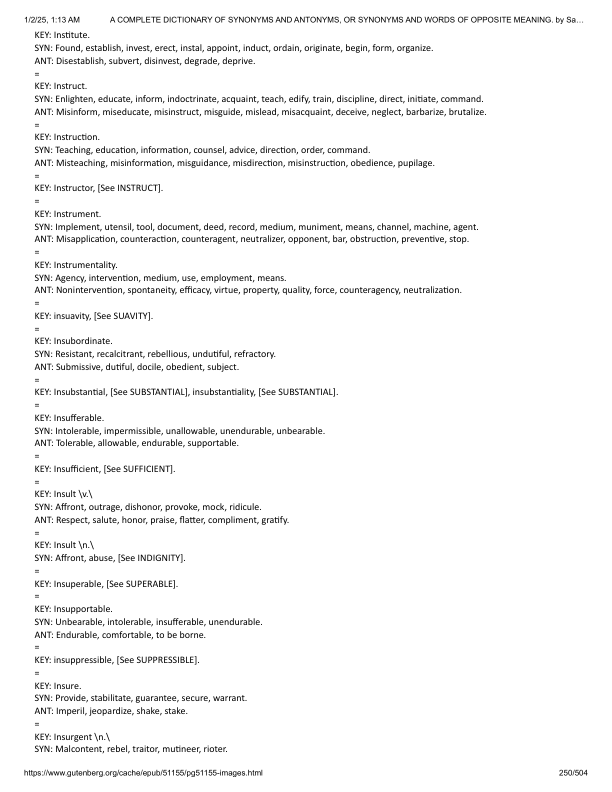 1/2/25, 1:13 AM A COMPLETE DICTIONARY OF SYNONYMS AND ANTONYMS, OR SYNONYMS AND WORDS OF OPPOSITE MEANING. by Sa…
KEY: Institute.
SYN: Found, establish, invest, erect, instal, appoint, induct, ordain, originate, begin, form, organize.
ANT: Disestablish, subvert, disinvest, degrade, deprive.
=
KEY: Instruct.
SYN: Enlighten, educate, inform, indoctrinate, acquaint, teach, edify, train, discipline, direct, initiate, command.
ANT: Misinform, miseducate, misinstruct, misguide, mislead, misacquaint, deceive, neglect, barbarize, brutalize.
=
KEY: Instruction.
SYN: Teaching, education, information, counsel, advice, direction, order, command.
ANT: Misteaching, misinformation, misguidance, misdirection, misinstruction, obedience, pupilage.
=
KEY: Instructor, [See INSTRUCT].
=
KEY: Instrument.
SYN: Implement, utensil, tool, document, deed, record, medium, muniment, means, channel, machine, agent.
ANT: Misapplication, counteraction, counteragent, neutralizer, opponent, bar, obstruction, preventive, stop.
=
KEY: Instrumentality.
SYN: Agency, intervention, medium, use, employment, means.
ANT: Nonintervention, spontaneity, efficacy, virtue, property, quality, force, counteragency, neutralization.
=
KEY: insuavity, [See SUAVITY].
=
KEY: Insubordinate.
SYN: Resistant, recalcitrant, rebellious, undutiful, refractory.
ANT: Submissive, dutiful, docile, obedient, subject.
=
KEY: Insubstantial, [See SUBSTANTIAL], insubstantiality, [See SUBSTANTIAL].
=
KEY: Insufferable.
SYN: Intolerable, impermissible, unallowable, unendurable, unbearable.
ANT: Tolerable, allowable, endurable, supportable.
=
KEY: Insufficient, [See SUFFICIENT].
=
KEY: Insult \v.\
SYN: Affront, outrage, dishonor, provoke, mock, ridicule.
ANT: Respect, salute, honor, praise, flatter, compliment, gratify.
=
KEY: Insult \n.\
SYN: Affront, abuse, [See INDIGNITY].
=
KEY: Insuperable, [See SUPERABLE].
=
KEY: Insupportable.
SYN: Unbearable, intolerable, insufferable, unendurable.
ANT: Endurable, comfortable, to be borne.
=
KEY: insuppressible, [See SUPPRESSIBLE].
=
KEY: Insure.
SYN: Provide, stabilitate, guarantee, secure, warrant.
ANT: Imperil, jeopardize, shake, stake.
=
KEY: Insurgent \n.\
SYN: Malcontent, rebel, traitor, mutineer, rioter.
https://www.gutenberg.org/cache/epub/51155/pg51155-images.html 250/504